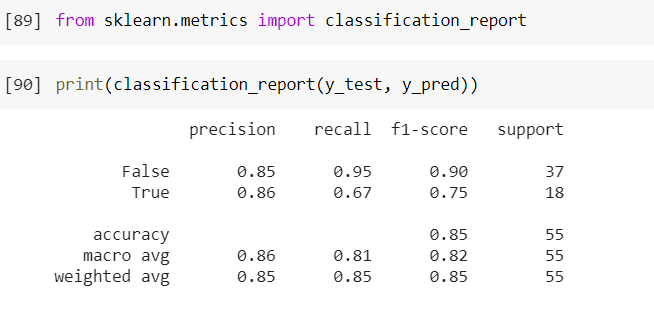 [89] from sklearn.metrics import classification_report
[90] print(classification_report(y_test, y_pred))
precision recall f1-score support
False 0.85 0.95 0.90 37
True 0.86 0.67 0.75 18
accuracy 0.85 55
macro avg 0.86 0.81 0.82 55
weighted avg 0.85 0.85 0.85 55